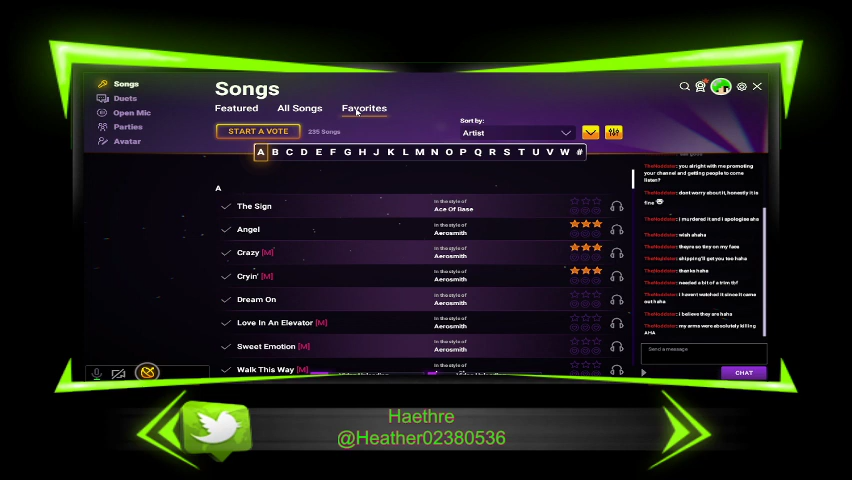 Songs
Duets
Open Mic
Parties
Avatar
Songs
Featured All Songs Favorites
START A VOTE 235 Songs
Sort by:
Artist
A B C D E F G H I J K L M N O P Q R S T U V W #
A
The Sign In the style of
Ace Of Base
Angel In the style of
Aerosmith
Crazy [M] In the style of
Aerosmith
Cryin' [M] In the style of
Aerosmith
Dream On In the style of
Aerosmith
Love In An Elevator [M] In the style of
Aerosmith
Sweet Emotion [M] In the style of
Aerosmith
Walk This Way [M] In the style of
Aerosmith
you alright with me promoting
your channel and getting people to come
listen?
dont worry about it, honestly it is
fine
i murdered it and i apologise aha
wish ahaha
theyre so tiny on my face
shipping'll get you too haha
thanks haha
needed a bit of a trim tbf
i havent watched it since it came
out haha
i believe they are haha
my arms were absolutely killing
AHA
Send a message
CHAT
Haethre
@Heather02380536